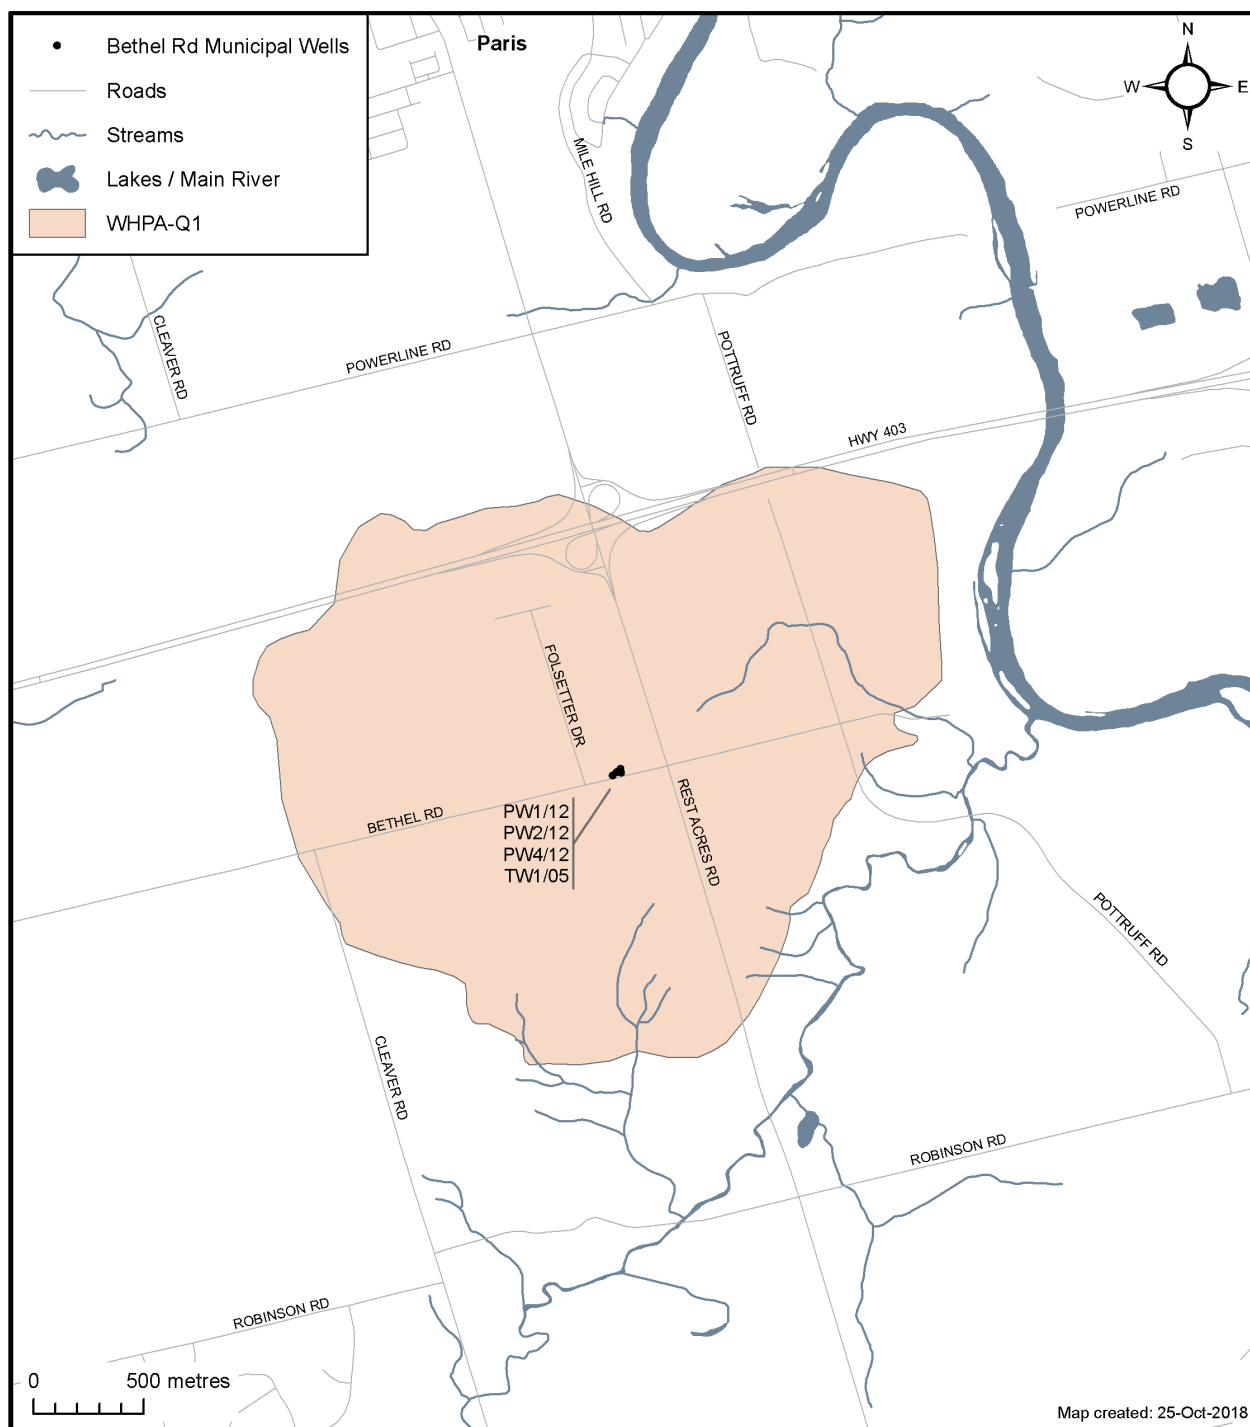 Bethel Rd Municipal Wells
Roads
Streams
Lakes / Main River
WHPA-Q1
Paris
N
W
E
S
MILE HILL RD
POWERLINE RD
CLEAVER RD
POWERLINE RD
POTTRUFF RD
HWY 403
FOLSETTER DR
BETHEL RD
REST ACRES RD
PW1/12
PW2/12
PW4/12
TW1/05
POTTRUFF RD
CLEAVER RD
ROBINSON RD
ROBINSON RD
0 500 metres
Map created: 25-Oct-2018